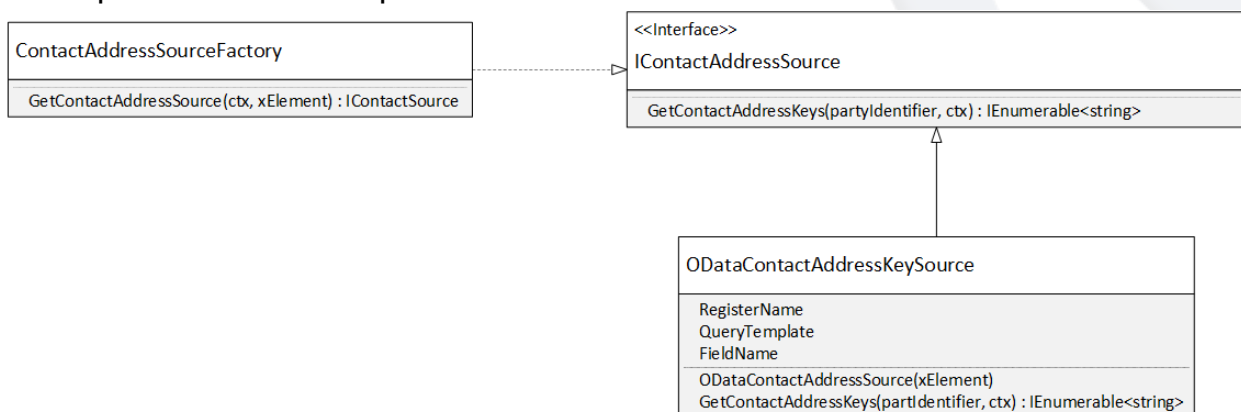 ContactAddressSourceFactory
GetContactAddressSource(ctx, xElement) : IContactSource
<<Interface>>
IContactAddressSource
GetContactAddressKeys(partyIdentifier, ctx) : IEnumerable<string>
ODataContactAddressKeySource
RegisterName
QueryTemplate
FieldName
ODataContactAddressSource(xElement)
GetContactAddressKeys(partIdentifier, ctx) : IEnumerable<string>